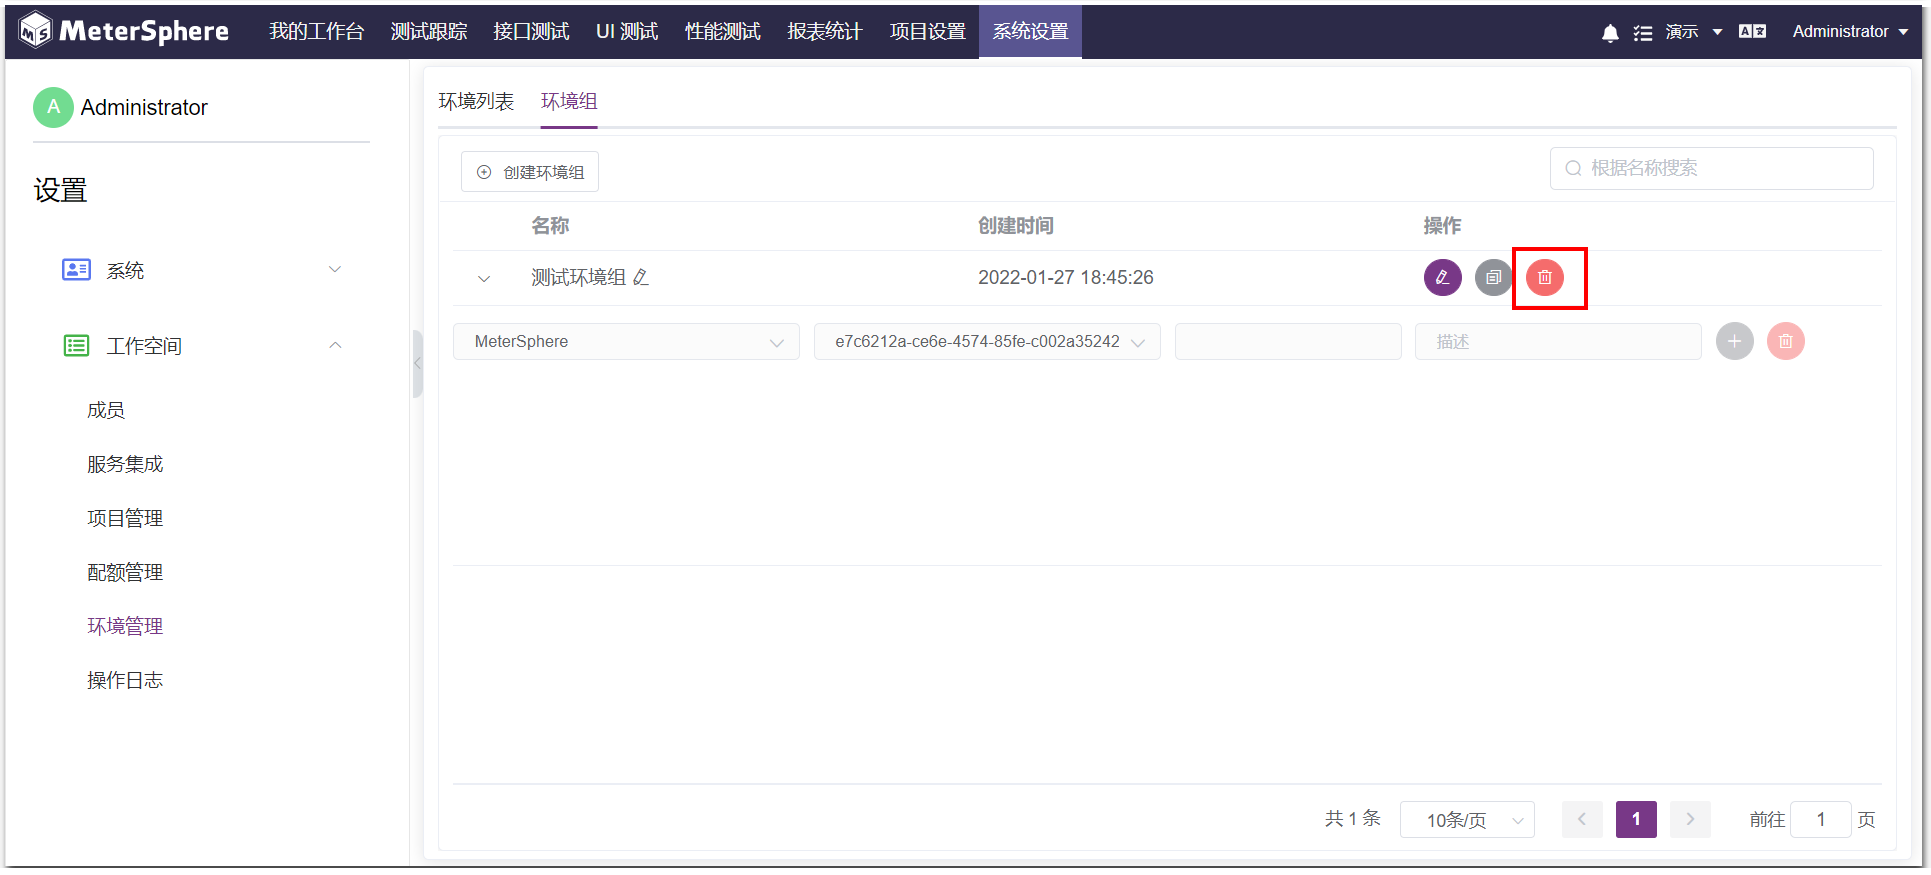 MeterSphere 我的工作台 测试跟踪 接口测试 UI 测试 性能测试 报表统计 项目设置 系统设置 演示 Administrator
A Administrator
设置
系统
工作空间
成员
服务集成
项目管理
配额管理
环境管理
操作日志
环境列表 环境组
创建环境组 根据名称搜索
名称 创建时间 操作
测试环境组 2022-01-27 18:45:26
MeterSphere e7c6212a-ce6e-4574-85fe-c002a35242 描述
共 1 条 10条/页 1 前往 1 页